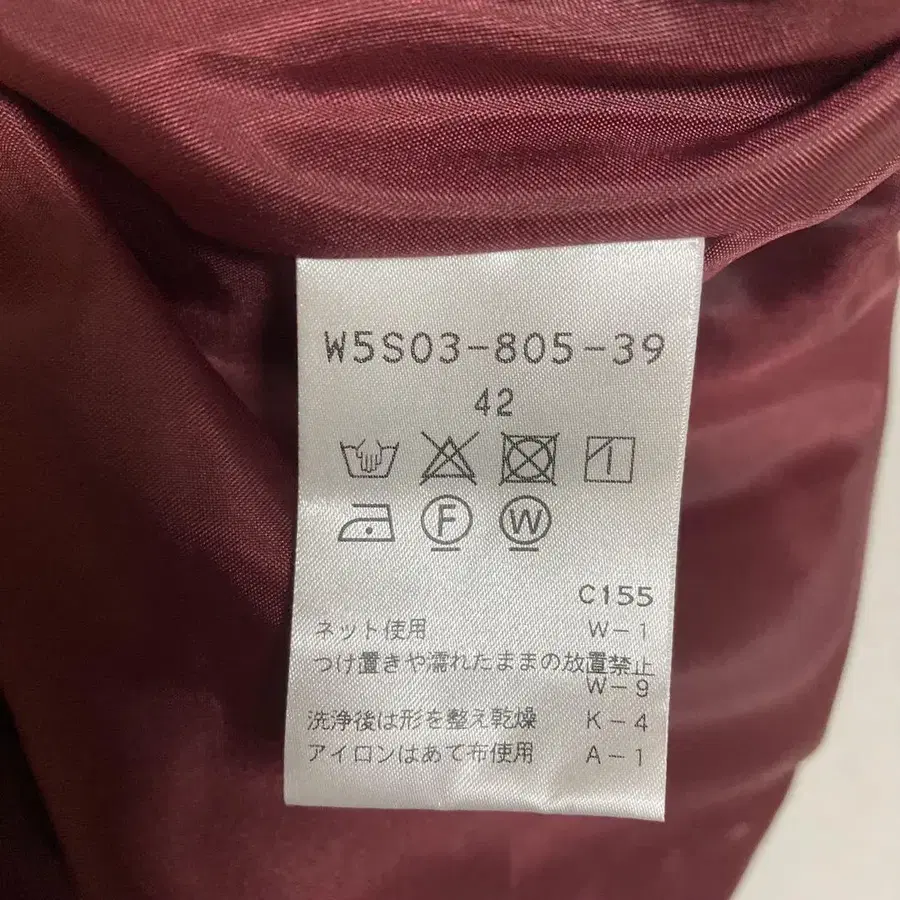 W5S03-805-39
42
F W
C155
ネット使用 W-1
つけ置きや濡れたままの放置禁止
W-9
洗浄後は形を整え乾燥 K-4
アイロンはあて布使用 A-1